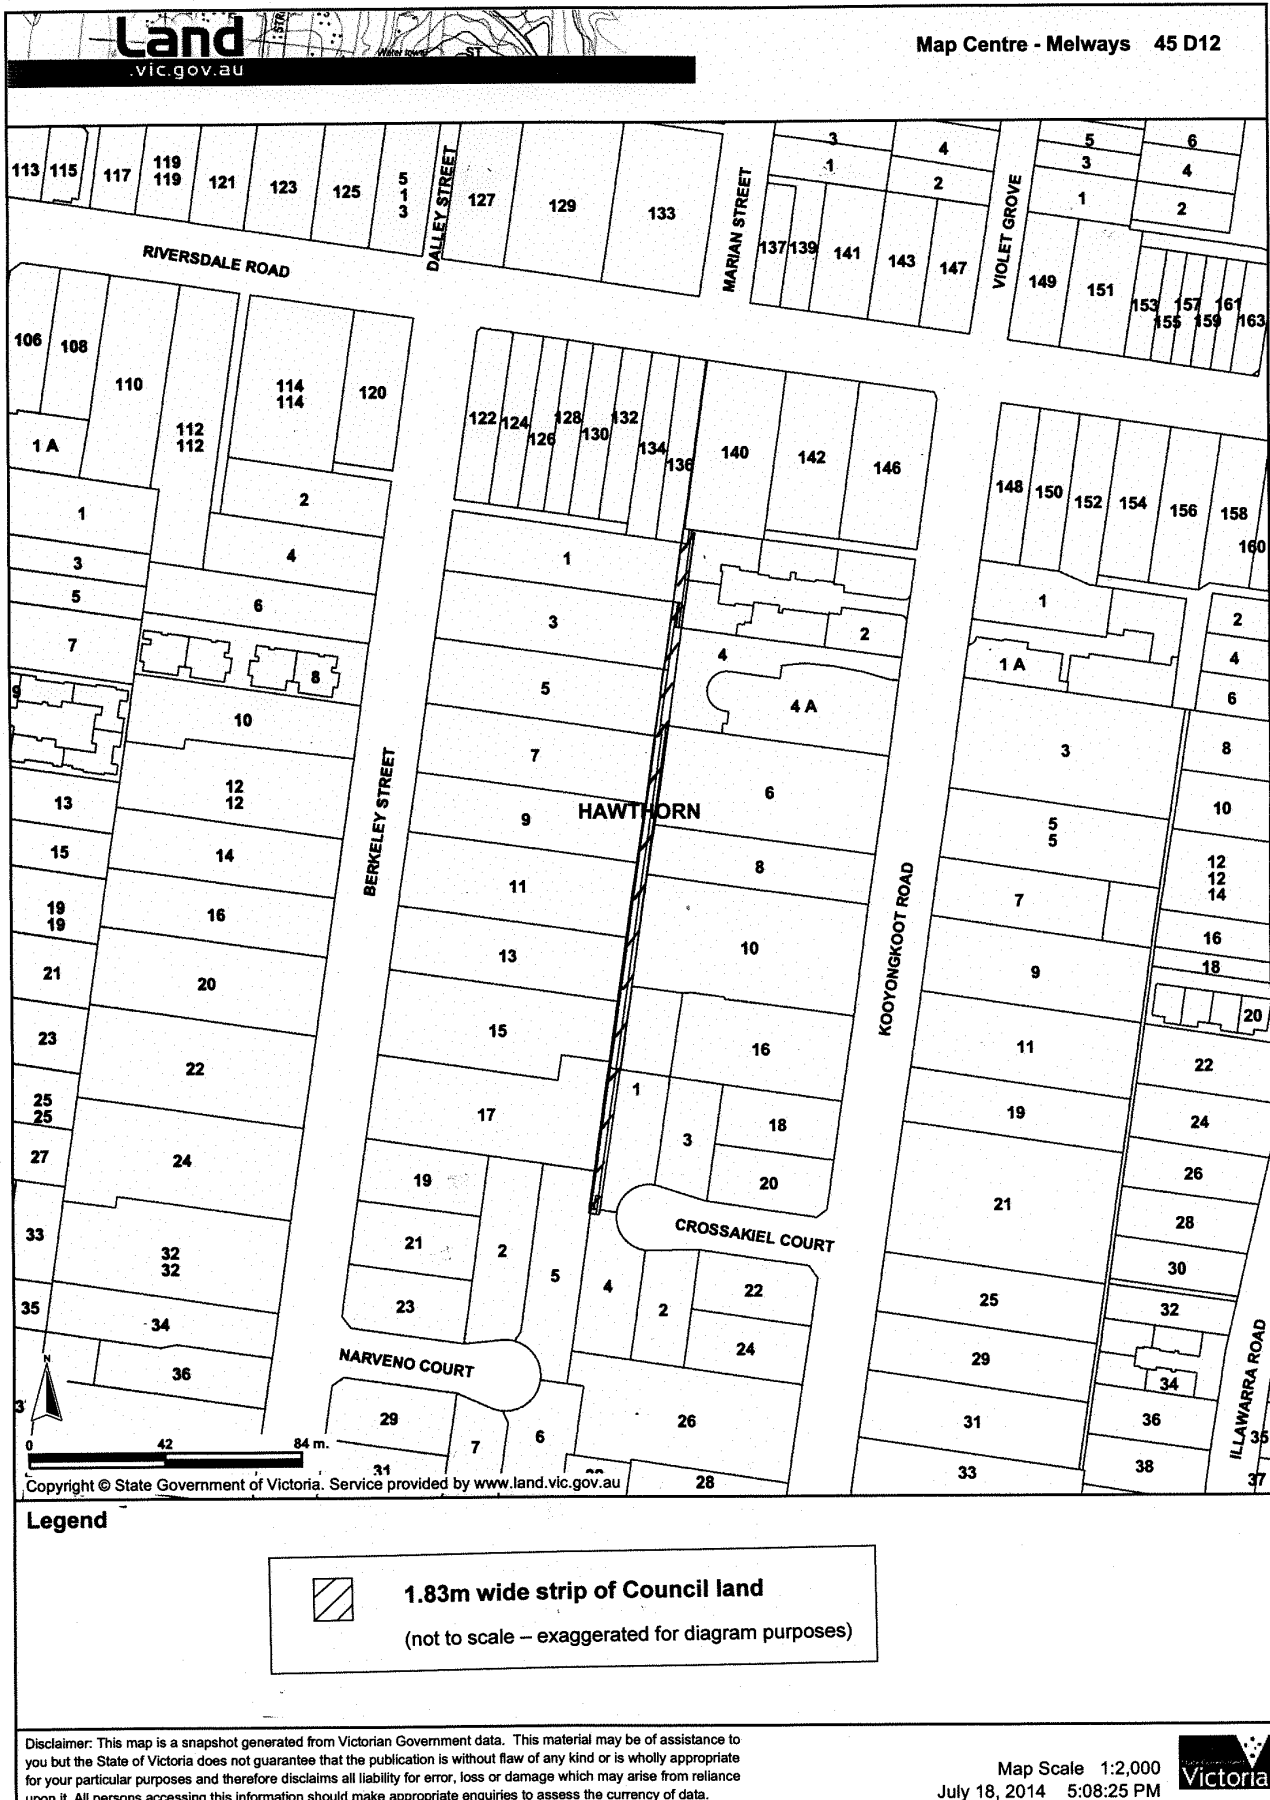 Land
.vic.gov.au
STR
Water tower
ST
Map Centre - Melways 45 D12
113 115 117 119 121 123 125 5 127 129 133
119 1
3
DALLEY STREET
MARIAN STREET
VIOLET GROVE
3 4 5 6
1 2 3 4
1 2
137 139 141 143 147 149 151 153 155 157 159 161 163
RIVERSDALE ROAD
106 108 110 112 114 120
112 114
1 A
122 124 126 128 130 132 134 136 140 142 146
148 150 152 154 156 158 160
1 2
3 4
5 6
7 8
9 10
12
12
13 14
15 16
19
19
21 20
23 22
25
25
27 24
33 32
32
35 34
36
3
BERKELEY STREET
1
3
5
7
9
11
13
15
17
19
21
23
2
5
NARVENO COURT
29
31
7
6
HAWTHORN
2
4
4 A
6
8
10
16
1
3
18
20
CROSSAKIEL COURT
4
2
22
24
26
28
KOOYONGKOOT ROAD
1
1 A
3
5
5
7
9
11
19
21
25
29
31
33
2
4
6
8
10
12
12
14
16
18
20
22
24
26
28
30
32
34
36
38
ILLAWARRA ROAD
35
37
N
0 42 84 m.
Copyright © State Government of Victoria. Service provided by www.land.vic.gov.au
Legend
1.83m wide strip of Council land
(not to scale – exaggerated for diagram purposes)
Disclaimer: This map is a snapshot generated from Victorian Government data. This material may be of assistance to
you but the State of Victoria does not guarantee that the publication is without flaw of any kind or is wholly appropriate
for your particular purposes and therefore disclaims all liability for error, loss or damage which may arise from reliance
upon it. All persons accessing this information should make appropriate enquiries to assess the currency of data.
Map Scale 1:2,000
July 18, 2014 5:08:25 PM
Victoria